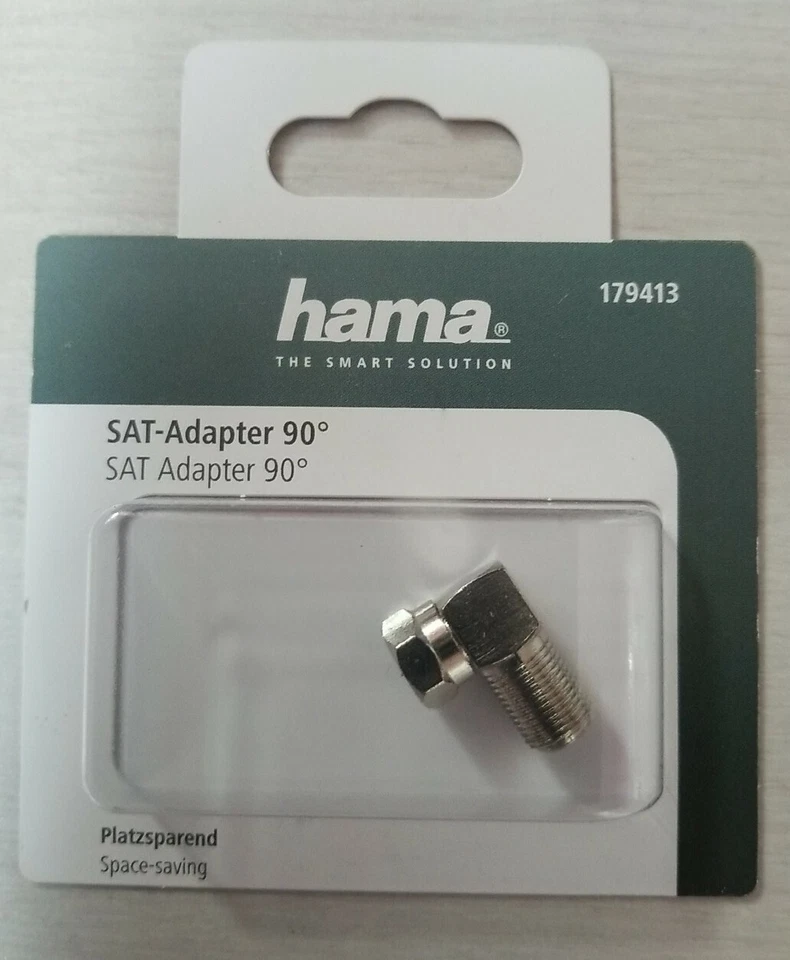 179413
hama®
THE SMART SOLUTION
SAT-Adapter 90°
SAT Adapter 90°
Platzsparend
Space-saving